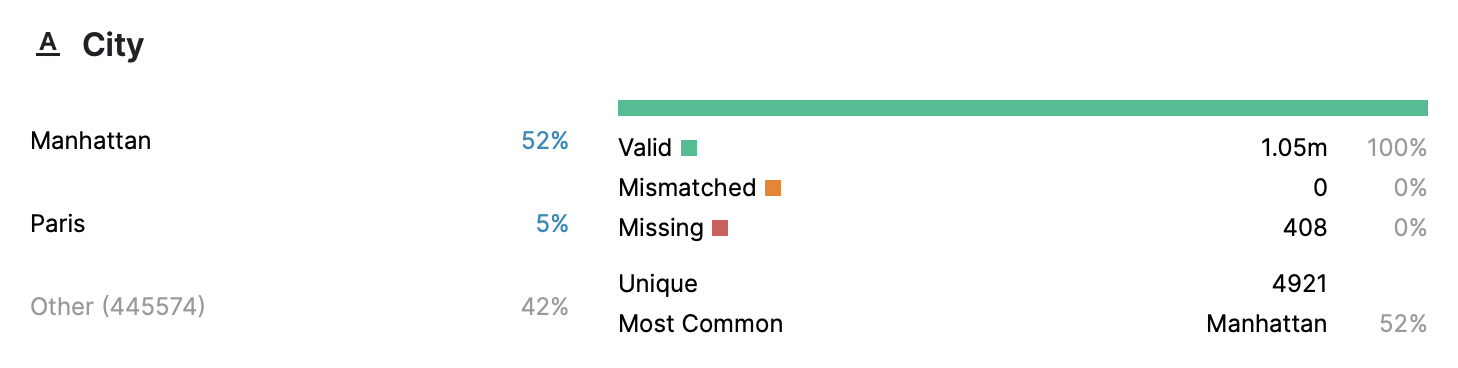 A City
Manhattan 52%
Paris 5%
Other (445574) 42%
Valid 1.05m 100%
Mismatched 0 0%
Missing 408 0%
Unique 4921
Most Common Manhattan 52%